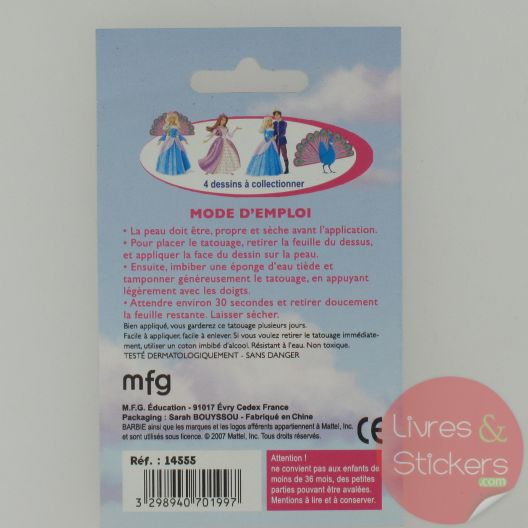 4 dessins à collectionner
MODE D'EMPLOI
• La peau doit être, propre et sèche avant l'application.
• Pour placer le tatouage, retirer la feuille du dessus,
et appliquer la face du dessin sur la peau.
• Ensuite, imbiber une éponge d'eau tiède et
tamponner généreusement le tatouage, en appuyant
légèrement avec les doigts.
• Attendre environ 30 secondes et retirer doucement
la feuille restante. Laisser sécher.
Bien appliqué, vous garderez ce tatouage plusieurs jours.
Facile à appliquer, facile à enlever. Si vous voulez retirer le tatouage immédiate-
ment, utiliser un coton imbibé d'alcool. Résistant à l'eau. Non toxique.
TESTÉ DERMATOLOGIQUEMENT - SANS DANGER
mfg
M.F.G. Éducation - 91017 Évry Cedex France
Packaging : Sarah BOUYSSOU - Fabriqué en Chine
BARBIE ainsi que les marques et les logos afférents appartiennent à Mattel, Inc.
et sont utilisés sous licence. © 2007 Mattel, Inc. Tous droits réservés.
CE
Livres &
Stickers
.com
Réf. : 14555
3 298940 701997
Attention !
ne convient pas aux enfants de
moins de 36 mois, des petites
parties pouvant être avalées.
Mentions à lire et à conserver.